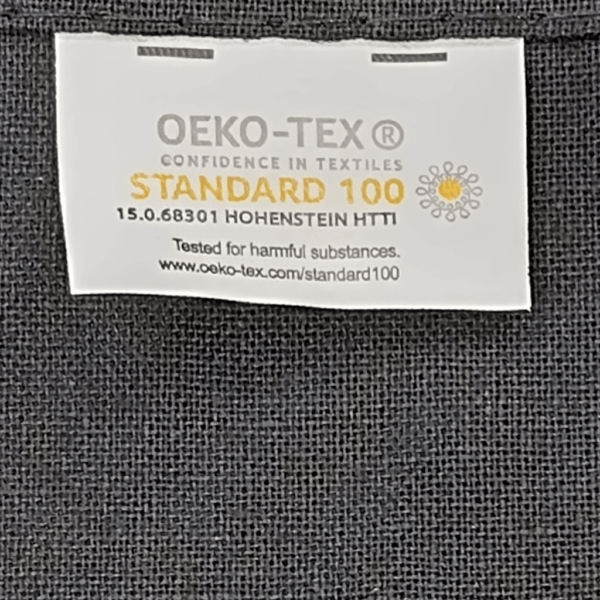 OEKO-TEX®
CONFIDENCE IN TEXTILES
STANDARD 100
15.0.68301 HOHENSTEIN HTTI
Tested for harmful substances.
www.oeko-tex.com/standard100